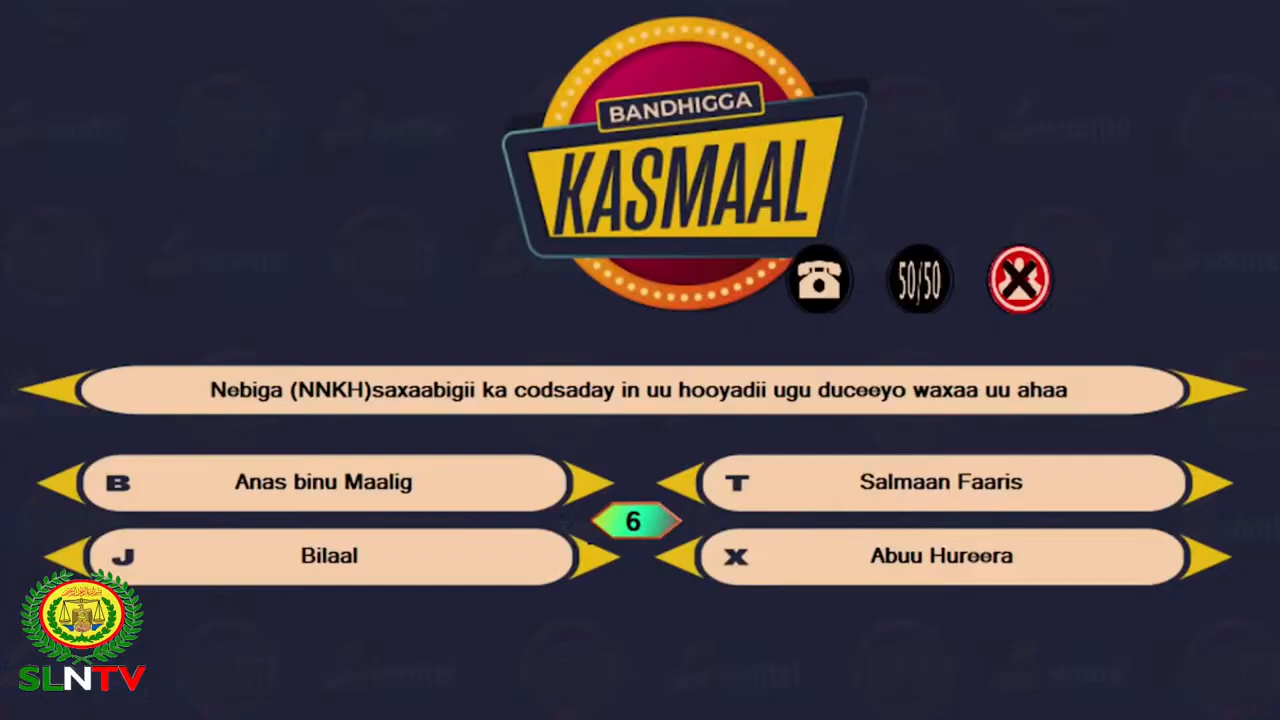 BANDHIGGA
KASMAAL
50/50
Nebiga (NNKH)saxaabigii ka codsaday in uu hooyadii ugu duceeyo waxaa uu ahaa
B Anas binu Maalig
T Salmaan Faaris
6
J Bilaal
X Abuu Hureera
SLNTV